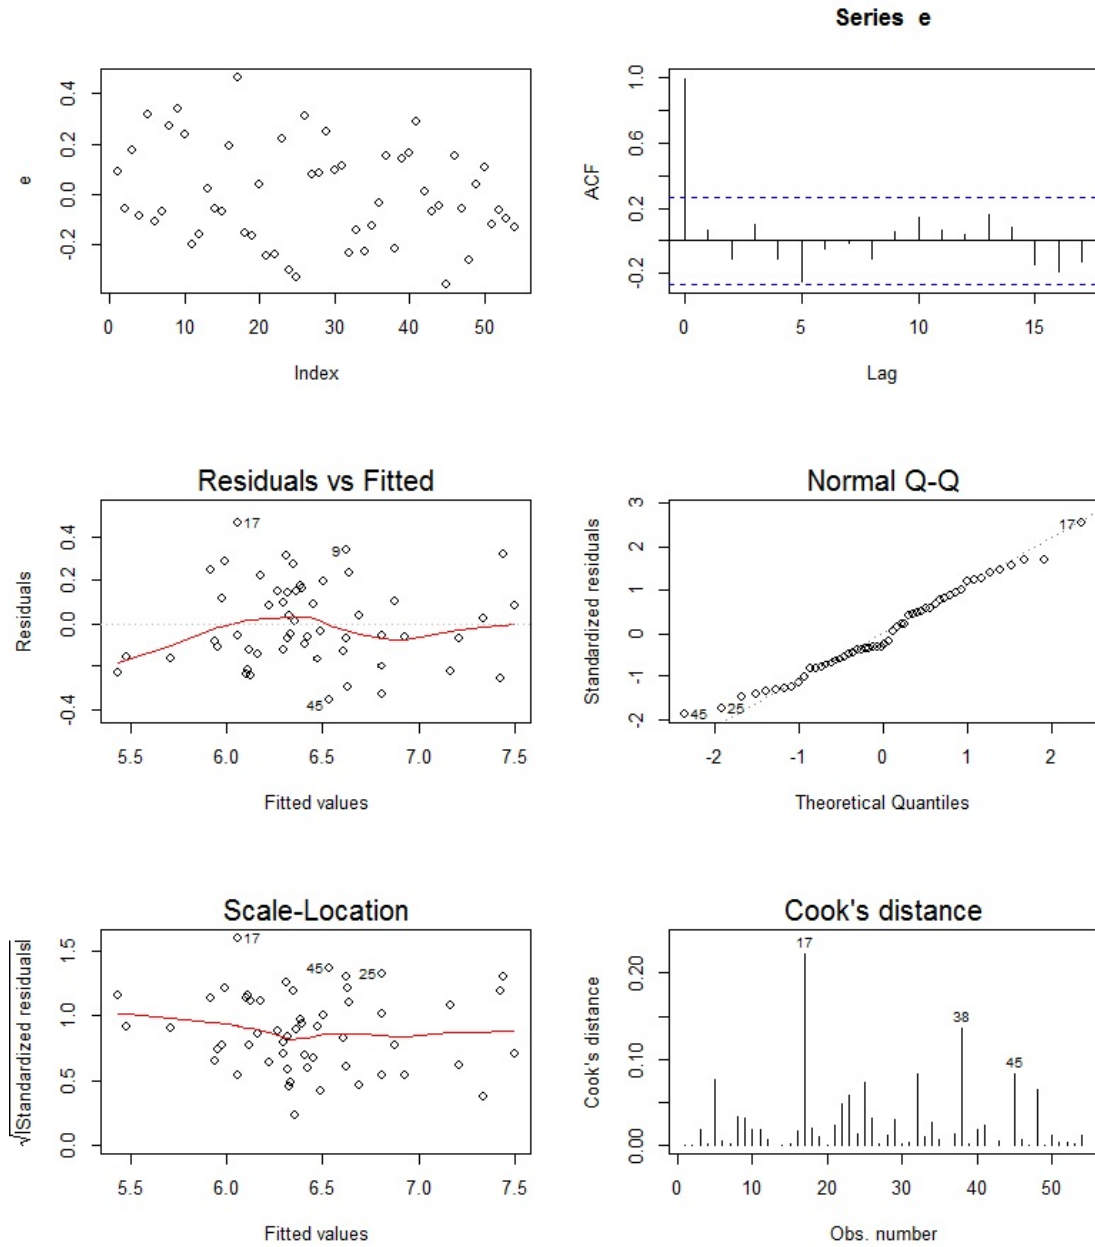 Series e
e
0.4
0.2
0.0
-0.2
0 10 20 30 40 50
Index
ACF
1.0
0.6
0.2
-0.2
0 5 10 15
Lag
Residuals vs Fitted
Residuals
0.4
0.2
0.0
-0.4
17
9
45
5.5 6.0 6.5 7.0 7.5
Fitted values
Normal Q-Q
Standardized residuals
3
2
1
0
-1
-2
17
45
25
-2 -1 0 1 2
Theoretical Quantiles
Scale-Location
√|Standardized residuals|
1.5
1.0
0.5
0.0
17
45
25
5.5 6.0 6.5 7.0 7.5
Fitted values
Cook's distance
Cook's distance
0.20
0.10
0.00
17
38
45
0 10 20 30 40 50
Obs. number